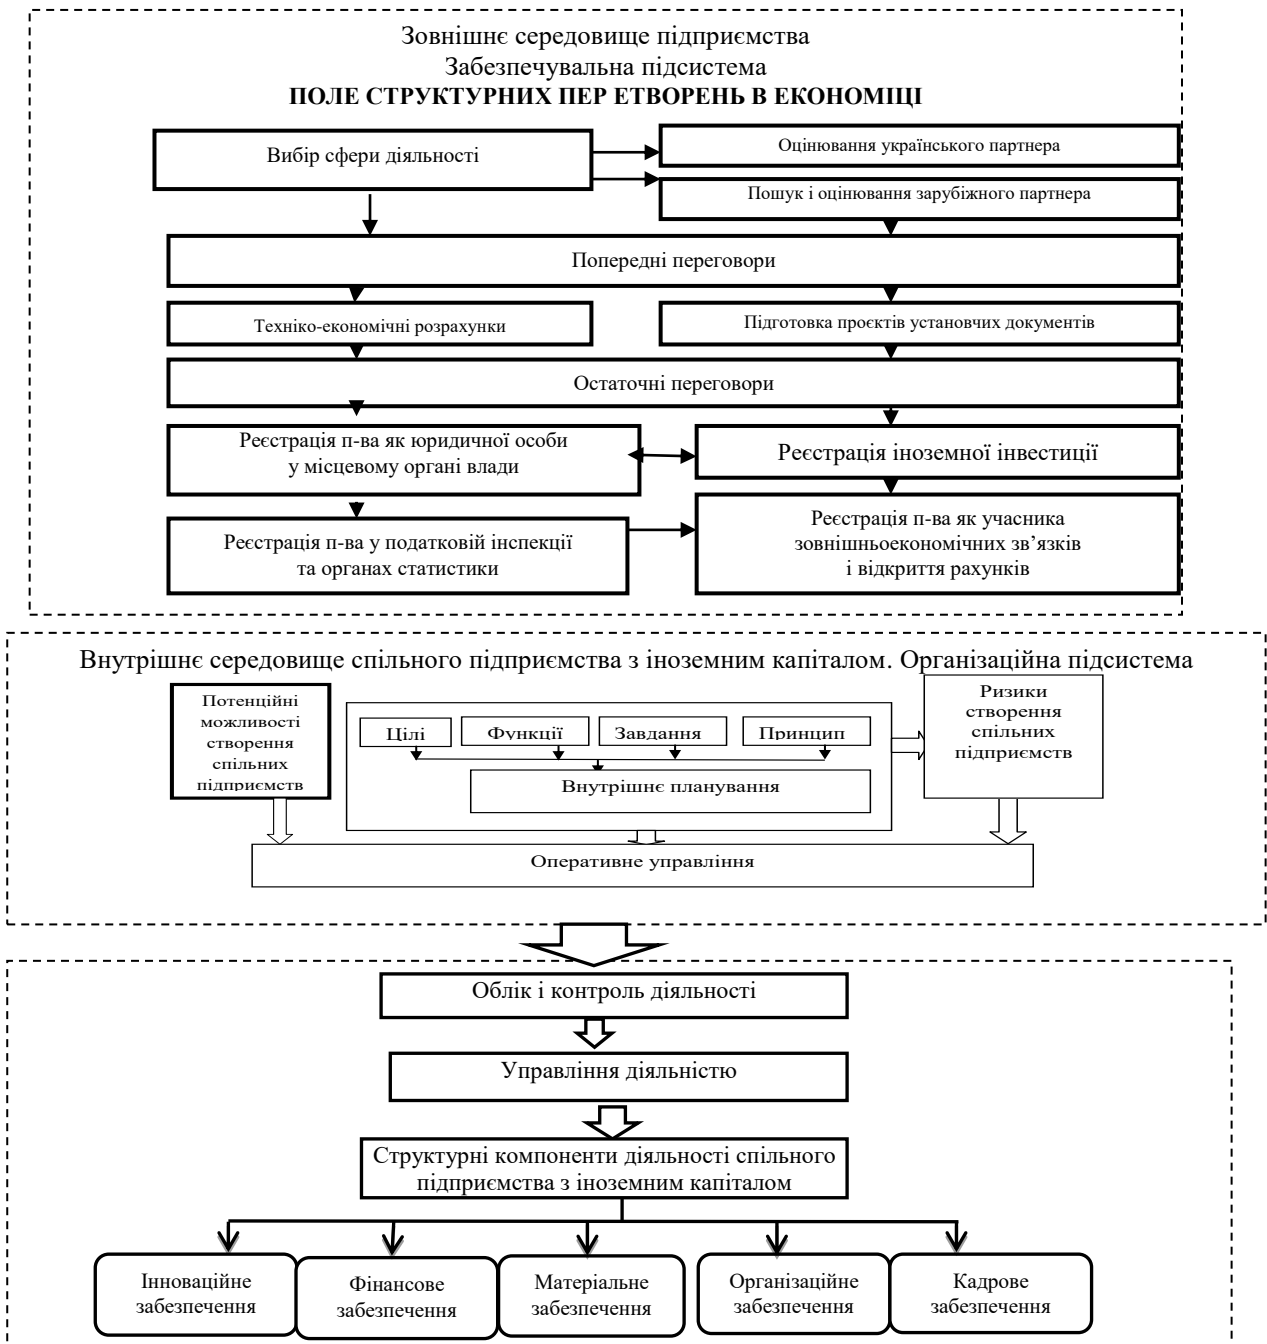 Зовнішнє середовище підприємства
Забезпечувальна підсистема
ПОЛЕ СТРУКТУРНИХ ПЕР ЕТВОРЕНЬ В ЕКОНОМІЦІ
Вибір сфери діяльності
Оцінювання українського партнера
Пошук і оцінювання зарубіжного партнера
Попередні переговори
Техніко-економічні розрахунки
Підготовка проєктів установчих документів
Остаточні переговори
Реєстрація п-ва як юридичної особи
у місцевому органі влади
Реєстрація іноземної інвестиції
Реєстрація п-ва у податковій інспекції
та органах статистики
Реєстрація п-ва як учасника
зовнішньоекономічних зв’язків
і відкриття рахунків
Внутрішнє середовище спільного підприємства з іноземним капіталом. Організаційна підсистема
Потенційні
можливості
створення
спільних
підприємств
Цілі
Функції
Завдання
Принцип
Внутрішнє планування
Ризики
створення
спільних
підприємств
Оперативне управління
Облік і контроль діяльності
Управління діяльністю
Структурні компоненти діяльності спільного
підприємства з іноземним капіталом
Інноваційне
забезпечення
Фінансове
забезпечення
Матеріальне
забезпечення
Організаційне
забезпечення
Кадрове
забезпечення